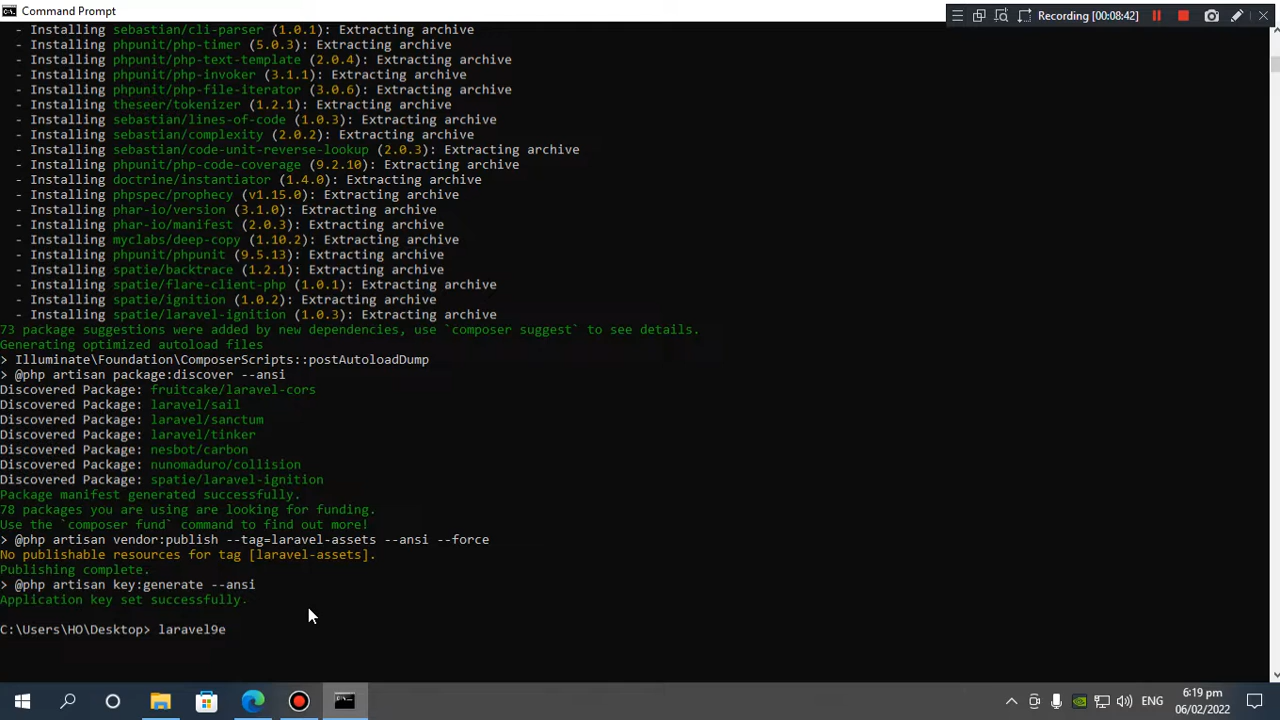 Command Prompt
Recording [00:08:42]
- Installing sebastian/cli-parser (1.0.1): Extracting archive
- Installing phpunit/php-timer (5.0.3): Extracting archive
- Installing phpunit/php-text-template (2.0.4): Extracting archive
- Installing phpunit/php-invoker (3.1.1): Extracting archive
- Installing phpunit/php-file-iterator (3.0.6): Extracting archive
- Installing theseer/tokenizer (1.2.1): Extracting archive
- Installing sebastian/lines-of-code (1.0.3): Extracting archive
- Installing sebastian/complexity (2.0.2): Extracting archive
- Installing sebastian/code-unit-reverse-lookup (2.0.3): Extracting archive
- Installing phpunit/php-code-coverage (9.2.10): Extracting archive
- Installing doctrine/instantiator (1.4.0): Extracting archive
- Installing phpspec/prophecy (v1.15.0): Extracting archive
- Installing phar-io/version (3.1.0): Extracting archive
- Installing phar-io/manifest (2.0.3): Extracting archive
- Installing myclabs/deep-copy (1.10.2): Extracting archive
- Installing phpunit/phpunit (9.5.13): Extracting archive
- Installing spatie/backtrace (1.2.1): Extracting archive
- Installing spatie/flare-client-php (1.0.1): Extracting archive
- Installing spatie/ignition (1.0.2): Extracting archive
- Installing spatie/laravel-ignition (1.0.3): Extracting archive
73 package suggestions were added by new dependencies, use `composer suggest` to see details.
Generating optimized autoload files
> Illuminate\Foundation\ComposerScripts::postAutoloadDump
> @php artisan package:discover --ansi
Discovered Package: fruitcake/laravel-cors
Discovered Package: laravel/sail
Discovered Package: laravel/sanctum
Discovered Package: laravel/tinker
Discovered Package: nesbot/carbon
Discovered Package: nunomaduro/collision
Discovered Package: spatie/laravel-ignition
Package manifest generated successfully.
78 packages you are using are looking for funding.
Use the `composer fund` command to find out more!
> @php artisan vendor:publish --tag=laravel-assets --ansi --force
No publishable resources for tag [laravel-assets].
Publishing complete.
> @php artisan key:generate --ansi
Application key set successfully.
C:\Users\HO\Desktop> laravel9e
ENG
6:19 pm
06/02/2022